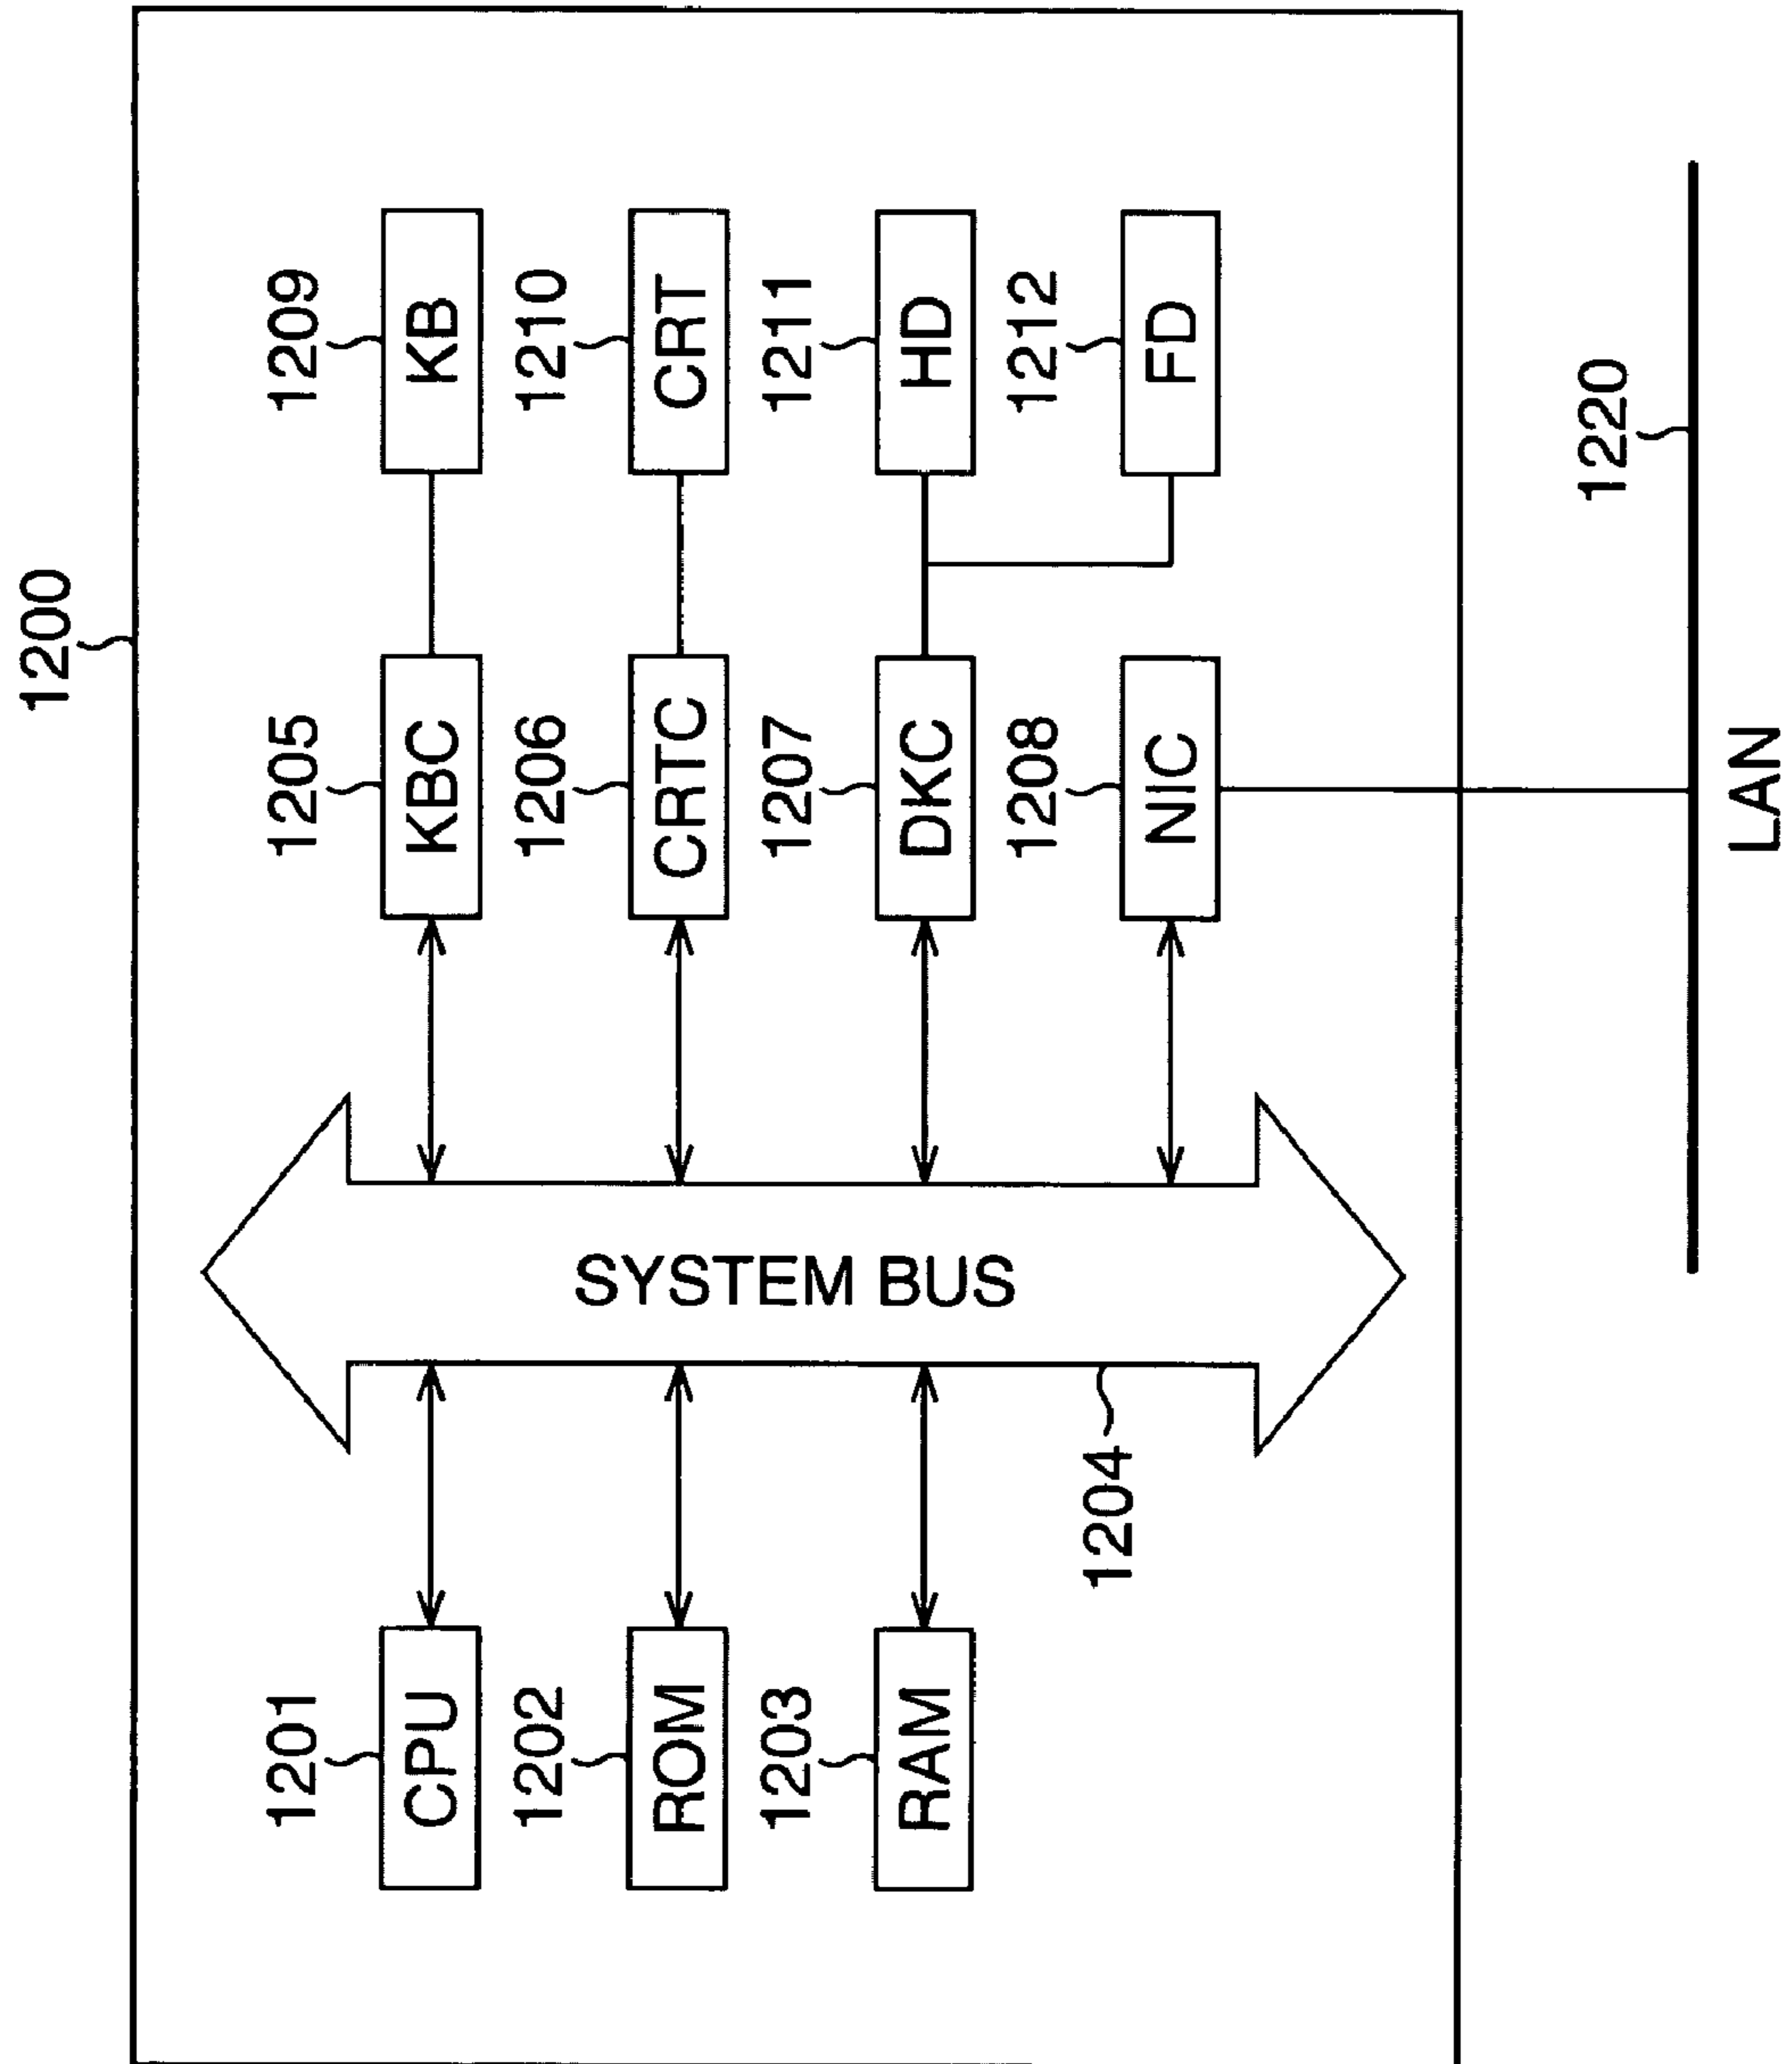 1200
1201
CPU
1205
KBC
1209
KB
1202
ROM
1206
CRTC
1210
CRT
SYSTEM BUS
1203
RAM
1207
DKC
1211
HD
1204
1208
NIC
1212
FD
1220
LAN